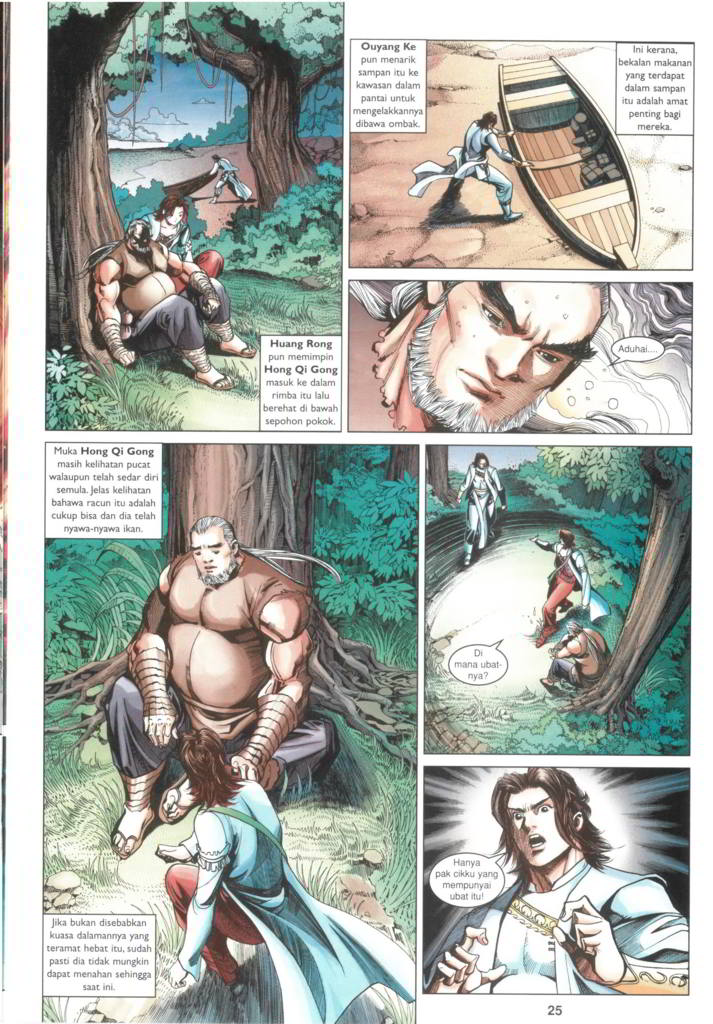 Huang Rong
pun memimpin
Hong Qi Gong
masuk ke dalam
rimba itu lalu
berehat di bawah
sepohon pokok.
Ouyang Ke
pun menarik
sampan itu ke
kawasan dalam
pantai untuk
mengelakkannya
dibawa ombak.
Ini kerana,
bekalan makanan
yang terdapat
dalam sampan
itu adalah amat
penting bagi
mereka.
Aduhai....
Muka Hong Qi Gong
masih kelihatan pucat
walaupun telah sedar diri
semula. Jelas kelihatan
bahawa racun itu adalah
cukup bisa dan dia telah
nyawa-nyawa ikan.
Jika bukan disebabkan
kuasa dalamannya yang
teramat hebat itu, sudah
pasti dia tidak mungkin
dapat menahan sehingga
saat ini.
Di
mana ubat-
nya?
Hanya
pak cikku yang
mempunyai
ubat itu!
25